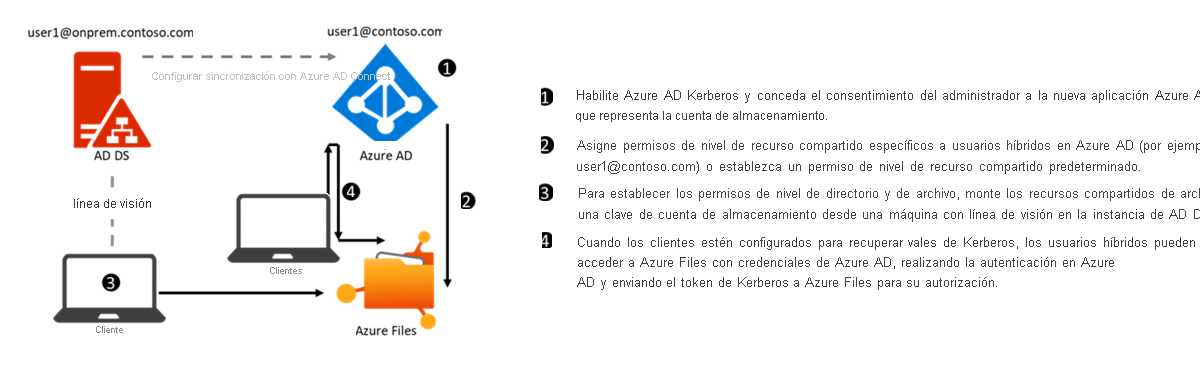 user1@onprem.contoso.com
user1@contoso.com
Configurar sincronización con Azure AD Connect
1
AD DS
Azure AD
línea de visión
4
2
Clientes
3
Cliente
Azure Files
1 Habilite Azure AD Kerberos y conceda el consentimiento del administrador a la nueva aplicación Azure A
que representa la cuenta de almacenamiento.
2 Asigne permisos de nivel de recurso compartido específicos a usuarios híbridos en Azure AD (por ejemp
user1@contoso.com) o establezca un permiso de nivel de recurso compartido predeterminado.
3 Para establecer los permisos de nivel de directorio y de archivo, monte los recursos compartidos de arc
una clave de cuenta de almacenamiento desde una máquina con línea de visión en la instancia de AD D
4 Cuando los clientes estén configurados para recuperar vales de Kerberos, los usuarios híbridos pueden
acceder a Azure Files con credenciales de Azure AD, realizando la autenticación en Azure
AD y enviando el token de Kerberos a Azure Files para su autorización.